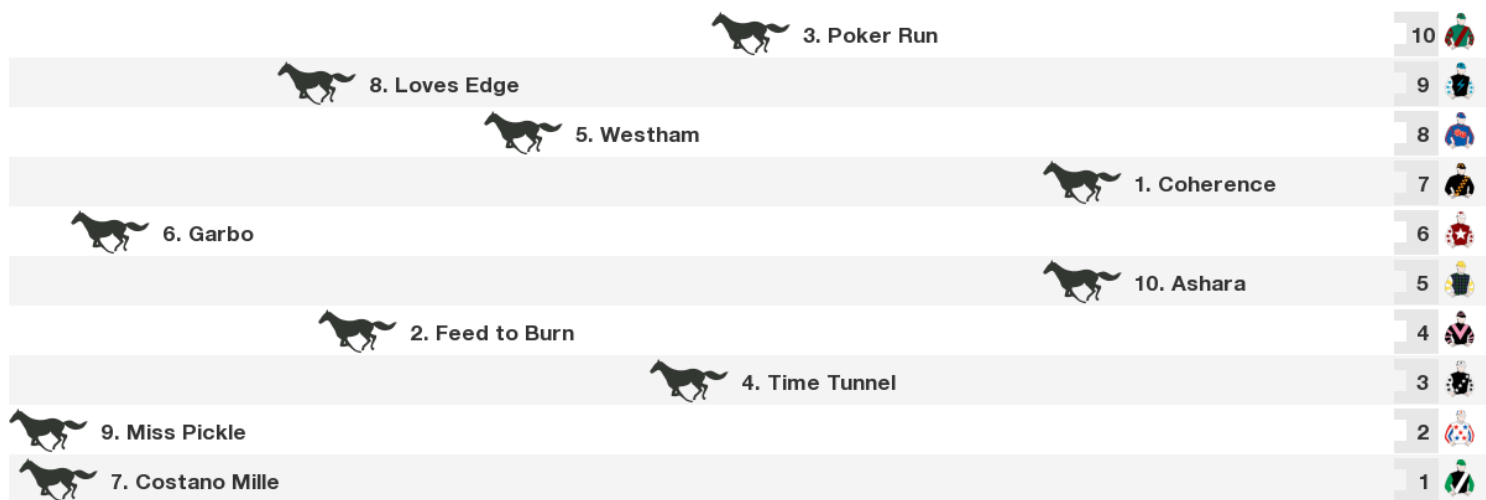 3. Poker Run 10
8. Loves Edge 9
5. Westham 8
1. Coherence 7
6. Garbo 6
10. Ashara 5
2. Feed to Burn 4
4. Time Tunnel 3
9. Miss Pickle 2
7. Costano Mille 1